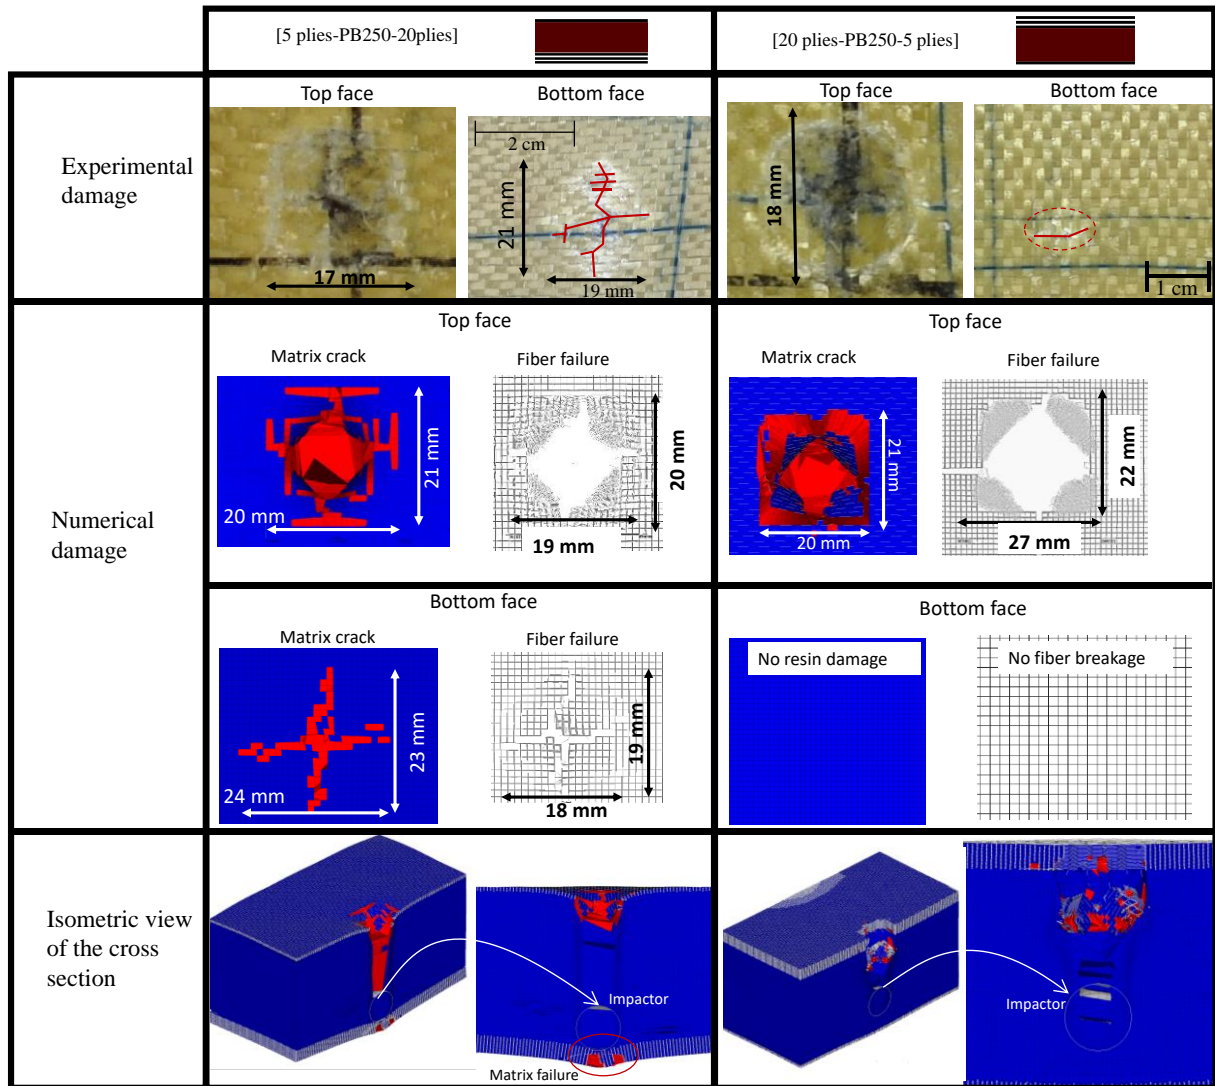 [5 plies-PB250-20plies]
[20 plies-PB250-5 plies]
Experimental
damage
Top face
17 mm
Bottom face
2 cm
21 mm
19 mm
Top face
18 mm
Bottom face
1 cm
Numerical
damage
Top face
Matrix crack
21 mm
20 mm
Fiber failure
20 mm
19 mm
Top face
Matrix crack
21 mm
20 mm
Fiber failure
22 mm
27 mm
Bottom face
Matrix crack
23 mm
24 mm
Fiber failure
19 mm
18 mm
Bottom face
No resin damage
No fiber breakage
Isometric view
of the cross
section
Impactor
Matrix failure
Impactor